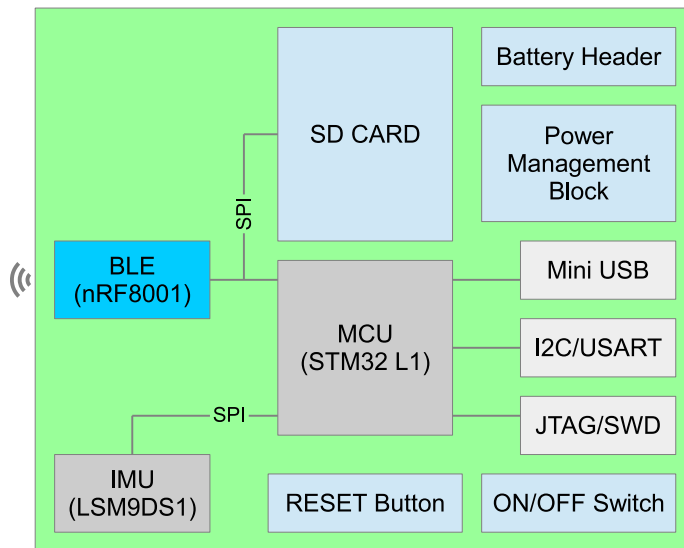 SD CARD
Battery Header
Power
Management
Block
SPI
BLE
(nRF8001)
MCU
(STM32 L1)
Mini USB
I2C/USART
JTAG/SWD
SPI
IMU
(LSM9DS1)
RESET Button
ON/OFF Switch